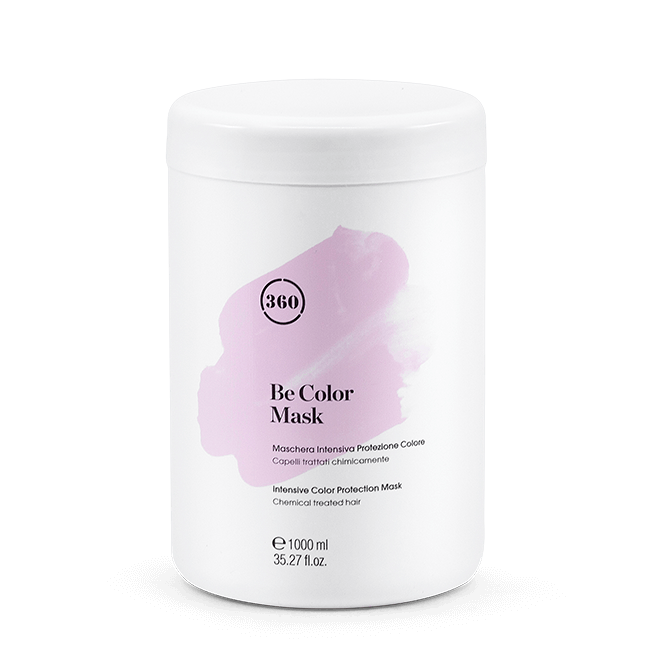 360
Be Color
Mask
Maschera Intensiva Protezione Colore
Capelli trattati chimicamente
Intensive Color Protection Mask
Chemical treated hair
℮ 1000 ml
35.27 fl.oz.